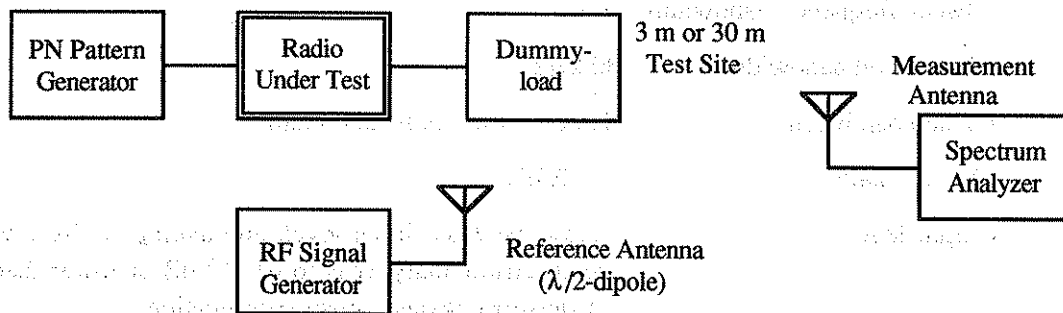 PN Pattern
Generator
Radio
Under Test
Dummy-
load
3 m or 30 m
Test Site
Measurement
Antenna
Spectrum
Analyzer
RF Signal
Generator
Reference Antenna
(λ/2-dipole)